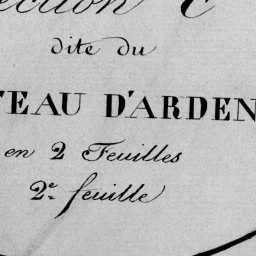 ection C
dite du
TEAU D'ARDEN
en 2 Feuilles
2e. feuille